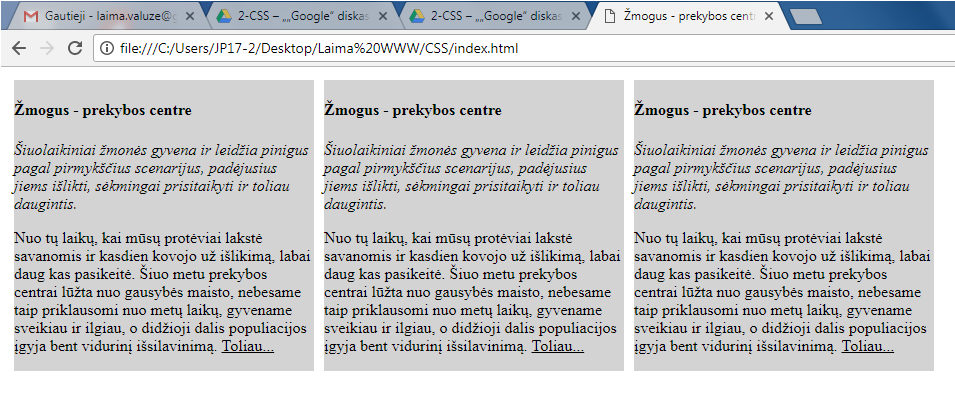 Gautieji - laima.valuze@g
2-CSS – „„Google“ diskas
2-CSS – „„Google“ diskas
Žmogus - prekybos centr
file:///C:/Users/JP17-2/Desktop/Laima%20WWW/CSS/index.html
Žmogus - prekybos centre
Šiuolaikiniai žmonės gyvena ir leidžia pinigus
pagal pirmykščius scenarijus, padėjusius
jiems išlikti, sėkmingai prisitaikyti ir toliau
daugintis.
Nuo tų laikų, kai mūsų protėviai lakstė
savanomis ir kasdien kovojo už išlikimą, labai
daug kas pasikeitė. Šiuo metu prekybos
centrai lūžta nuo gausybės maisto, nebesame
taip priklausomi nuo metų laikų, gyvename
sveikiau ir ilgiau, o didžioji dalis populiacijos
įgyja bent vidurinį išsilavinimą. Toliau...
Žmogus - prekybos centre
Šiuolaikiniai žmonės gyvena ir leidžia pinigus
pagal pirmykščius scenarijus, padėjusius
jiems išlikti, sėkmingai prisitaikyti ir toliau
daugintis.
Nuo tų laikų, kai mūsų protėviai lakstė
savanomis ir kasdien kovojo už išlikimą, labai
daug kas pasikeitė. Šiuo metu prekybos
centrai lūžta nuo gausybės maisto, nebesame
taip priklausomi nuo metų laikų, gyvename
sveikiau ir ilgiau, o didžioji dalis populiacijos
įgyja bent vidurinį išsilavinimą. Toliau...
Žmogus - prekybos centre
Šiuolaikiniai žmonės gyvena ir leidžia pinigus
pagal pirmykščius scenarijus, padėjusius
jiems išlikti, sėkmingai prisitaikyti ir toliau
daugintis.
Nuo tų laikų, kai mūsų protėviai lakstė
savanomis ir kasdien kovojo už išlikimą, labai
daug kas pasikeitė. Šiuo metu prekybos
centrai lūžta nuo gausybės maisto, nebesame
taip priklausomi nuo metų laikų, gyvename
sveikiau ir ilgiau, o didžioji dalis populiacijos
įgyja bent vidurinį išsilavinimą. Toliau...